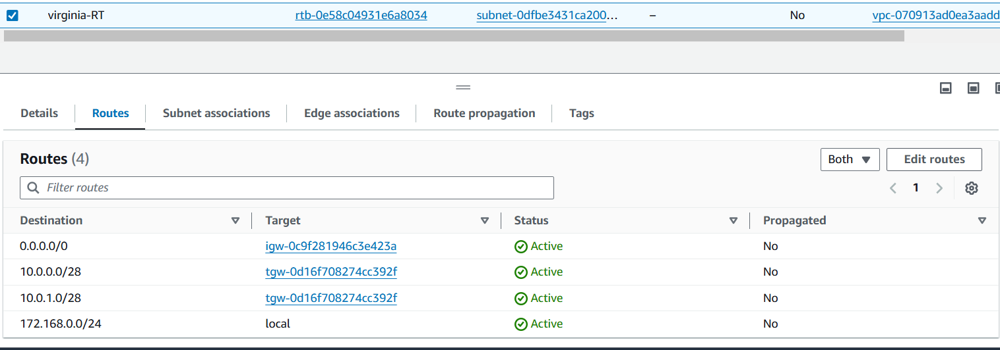 virginia-RT rtb-0e58c04931e6a8034 subnet-0dfbe3431ca200... – No vpc-070913ad0ea3aadd
Details Routes Subnet associations Edge associations Route propagation Tags
Routes (4) Both Edit routes
Filter routes 1
Destination Target Status Propagated
0.0.0.0/0 igw-0c9f281946c3e423a Active No
10.0.0.0/28 tgw-0d16f708274cc392f Active No
10.0.1.0/28 tgw-0d16f708274cc392f Active No
172.168.0.0/24 local Active No